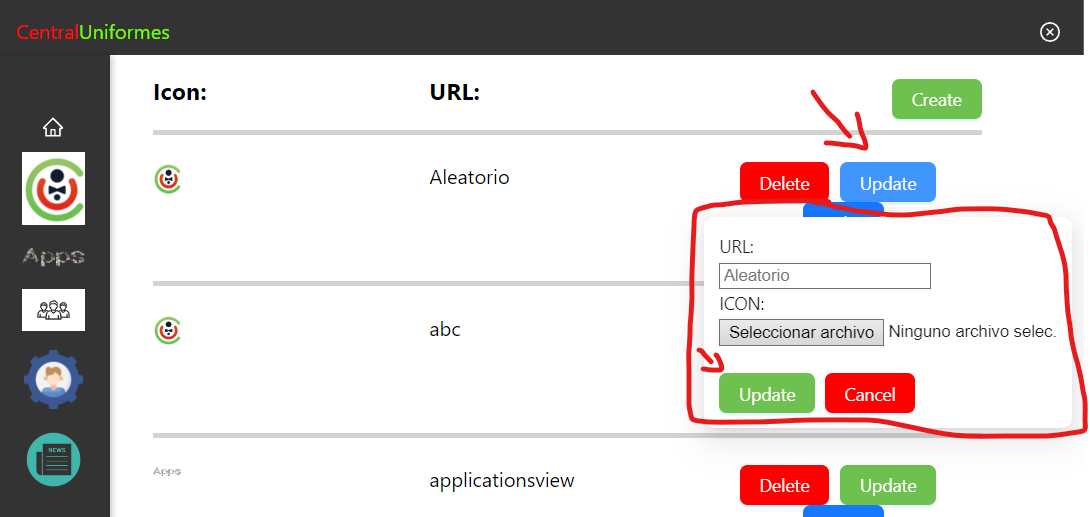 CentralUniformes
Icon: URL: Create
Aleatorio Delete Update
URL:
Aleatorio
ICON:
Seleccionar archivo Ninguno archivo selec.
abc
Update Cancel
Apps
NEWS
Apps applicationsview Delete Update